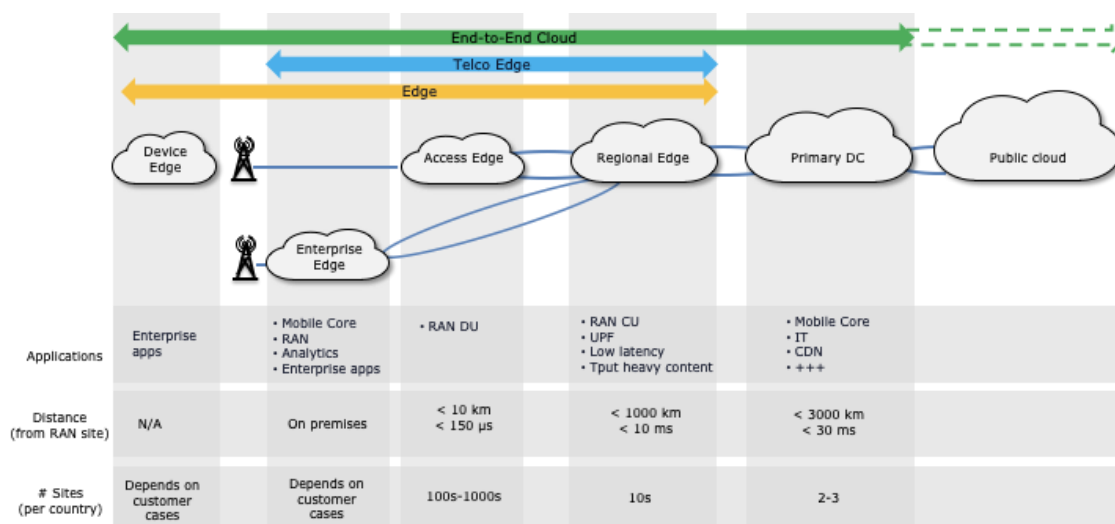 End-to-End Cloud
Telco Edge
Edge
Device
Edge
Access Edge
Regional Edge
Primary DC
Public cloud
Enterprise
Edge
Applications
Enterprise
apps
• Mobile Core
• RAN
• Analytics
• Enterprise apps
• RAN DU
• RAN CU
• UPF
• Low latency
• Tput heavy content
• Mobile Core
• IT
• CDN
• +++
Distance
(from RAN site)
N/A
On premises
< 10 km
< 150 μs
< 1000 km
< 10 ms
< 3000 km
< 30 ms
# Sites
(per country)
Depends on
customer
cases
Depends on
customer
cases
100s-1000s
10s
2-3